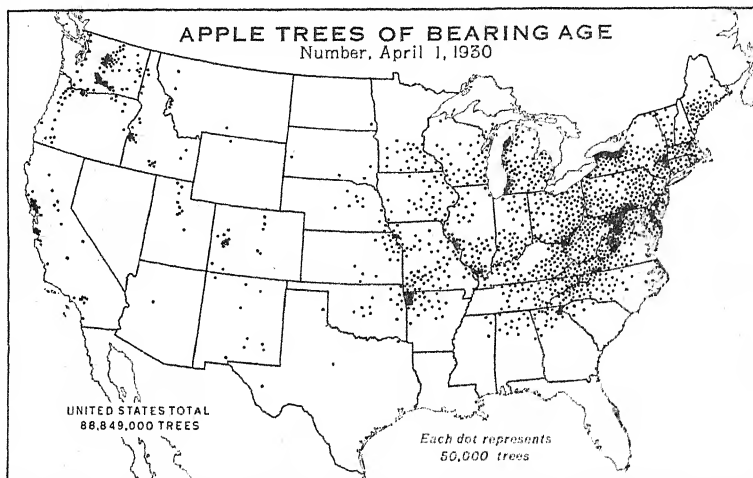 APPLE TREES OF BEARING AGE
Number, April 1, 1930
UNITED STATES TOTAL
88,849,000 TREES
Each dot represents
50,000 trees